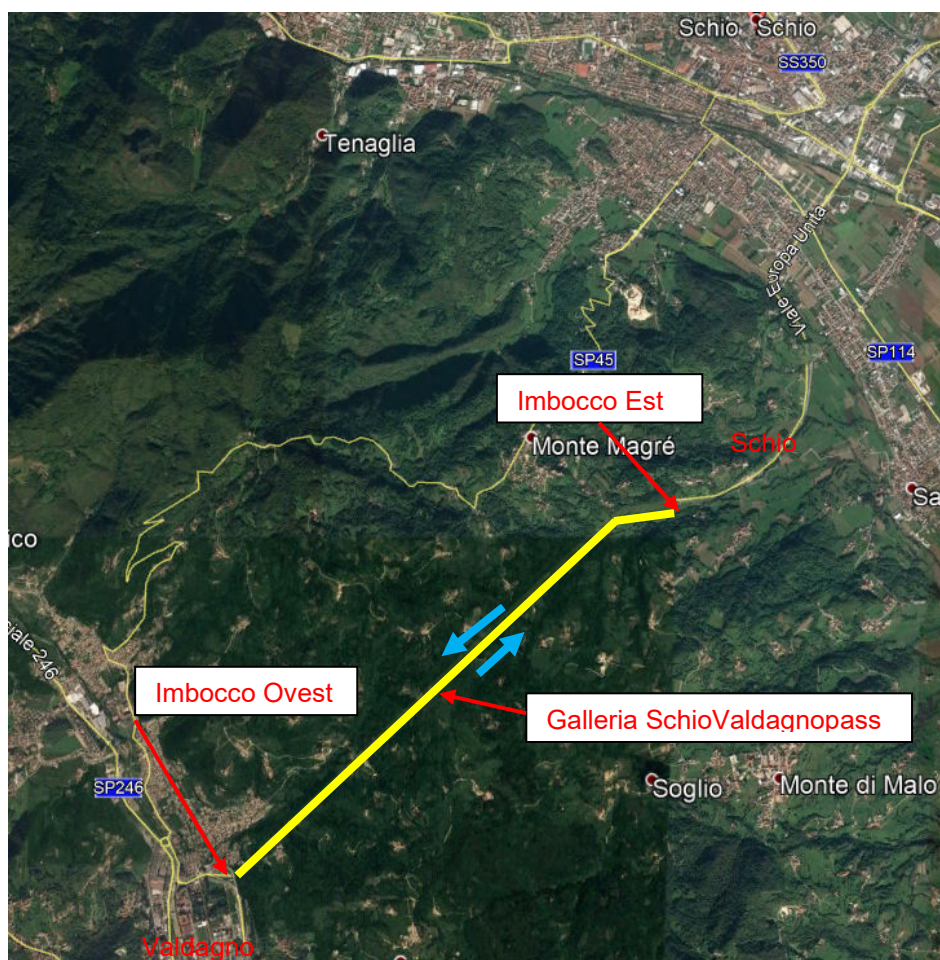 Schio Schio
SS350
Tenaglia
Viale Europa Unita
SP45
SP114
Imbocco Est
Monte Magré
Schio
Sa
ico
ciale 246
Imbocco Ovest
Galleria SchioValdagnopass
SP246
Soglio
Monte di Malo
Valdagno